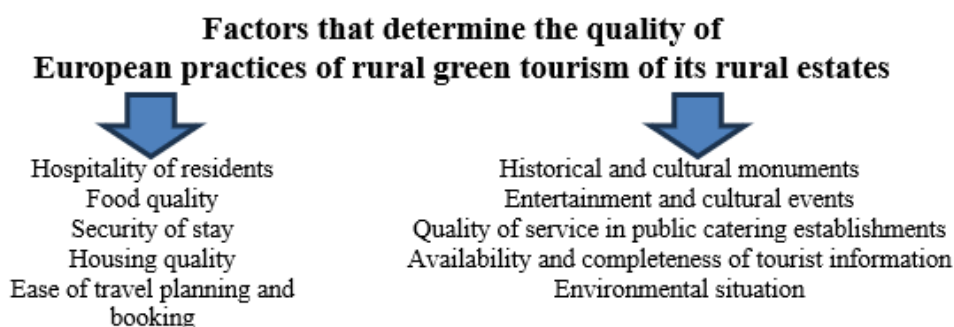 Factors that determine the quality of
European practices of rural green tourism of its rural estates
Hospitality of residents
Food quality
Security of stay
Housing quality
Ease of travel planning and
booking
Historical and cultural monuments
Entertainment and cultural events
Quality of service in public catering establishments
Availability and completeness of tourist information
Environmental situation